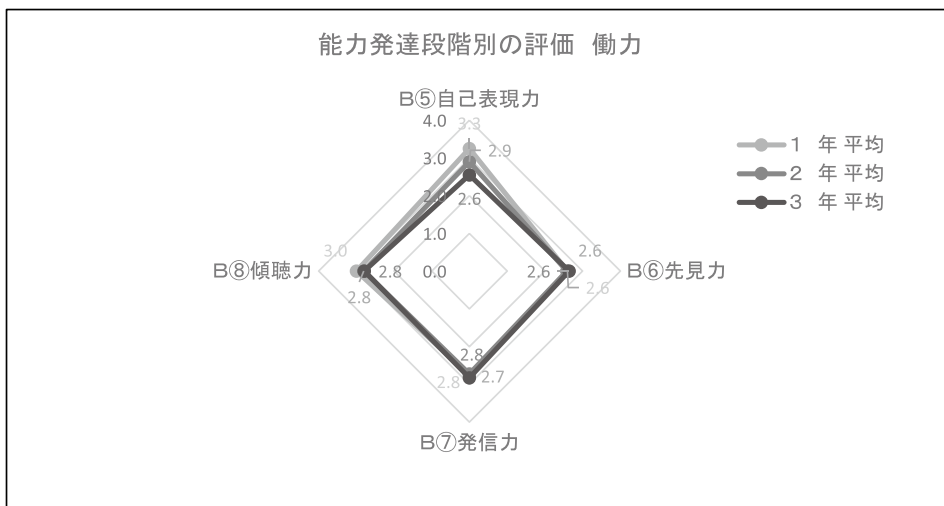 能力発達段階別の評価 働力
B⑤自己表現力
4.0
3.3
3.0
2.9
2.0
2.6
1.0
0.0
B⑧傾聴力
3.0
2.8
2.8
2.6
2.6
2.6
B⑥先見力
2.8
2.8
2.7
B⑦発信力
1 年 平均
2 年 平均
3 年 平均